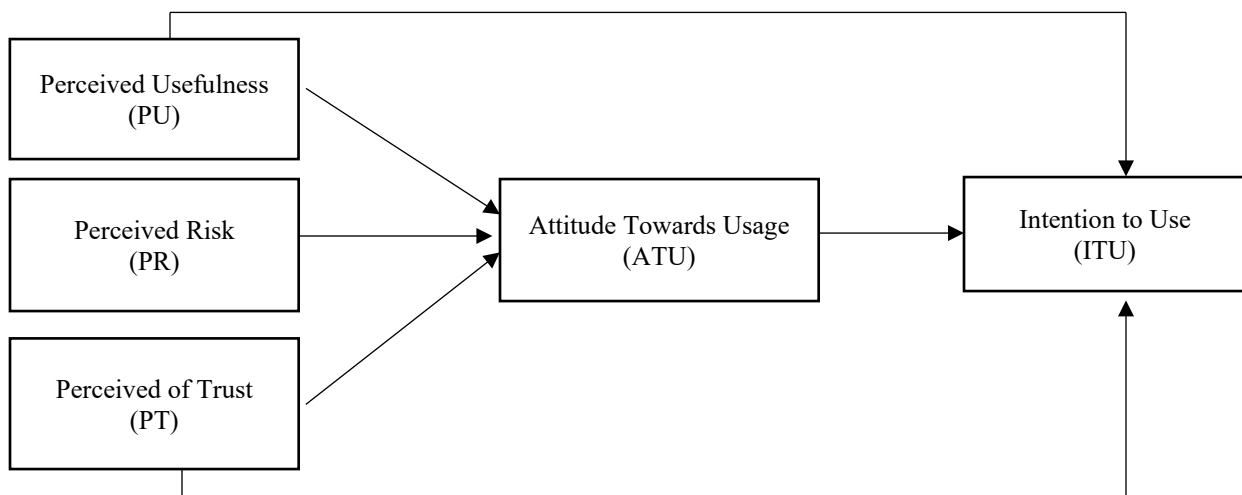 Perceived Usefulness
(PU)
Perceived Risk
(PR)
Perceived of Trust
(PT)
Attitude Towards Usage
(ATU)
Intention to Use
(ITU)